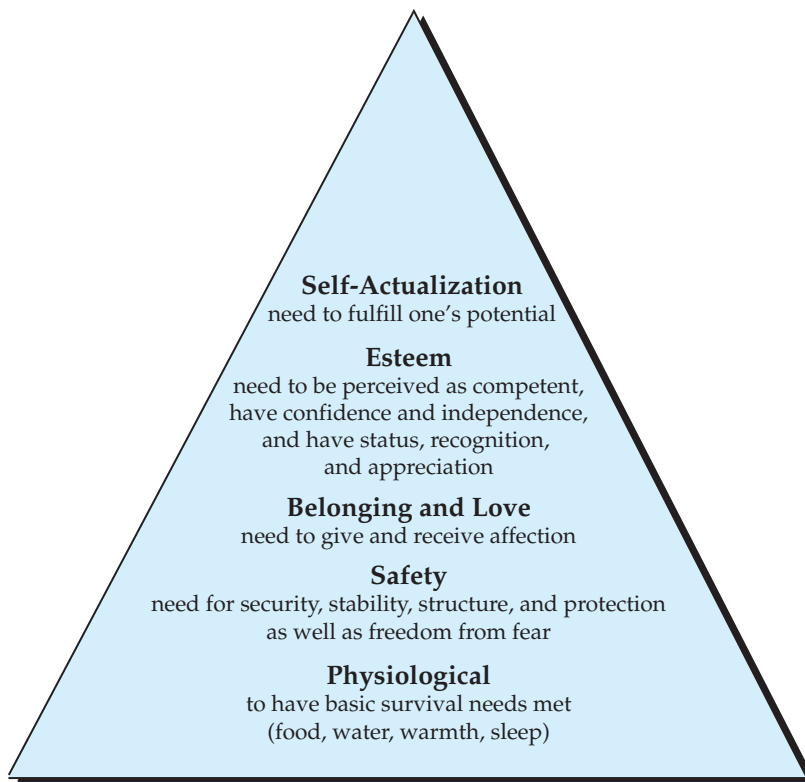 Self-Actualization
need to fulfill one’s potential
Esteem
need to be perceived as competent,
have confidence and independence,
and have status, recognition,
and appreciation
Belonging and Love
need to give and receive affection
Safety
need for security, stability, structure, and protection
as well as freedom from fear
Physiological
to have basic survival needs met
(food, water, warmth, sleep)